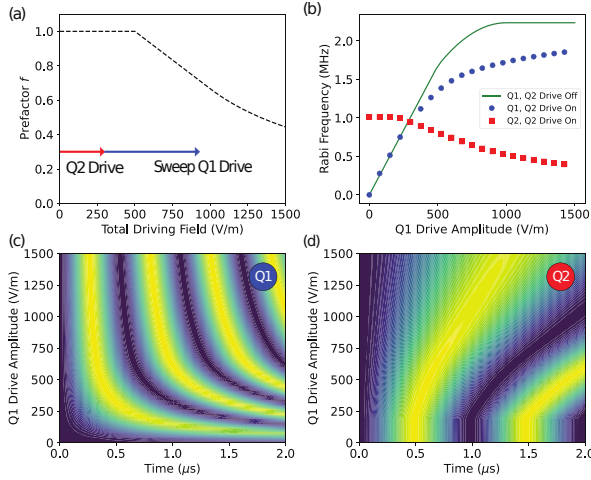 (a)
Prefactor f
1.0
0.8
0.6
0.4
0.2
0.0
Q2 Drive
Sweep Q1 Drive
0
250
500
750
1000
1500
Total Driving Field (V/m)
(b)
Rabi Frequency (MHz)
2.0
1.5
1.0
0.5
0.0
Q1, Q2 Drive Off
Q1, Q2 Drive On
Q2, Q2 Drive On
0
500
1000
1500
Q1 Drive Amplitude (V/m)
(c)
Q1 Drive Amplitude (V/m)
1500
1250
1000
750
500
250
0
Q1
0.0
0.5
1.0
1.5
2.0
Time (μs)
(d)
Q1 Drive Amplitude (V/m)
1500
1250
1000
750
500
250
0
Q2
0.0
0.5
1.0
1.5
2.0
Time (μs)